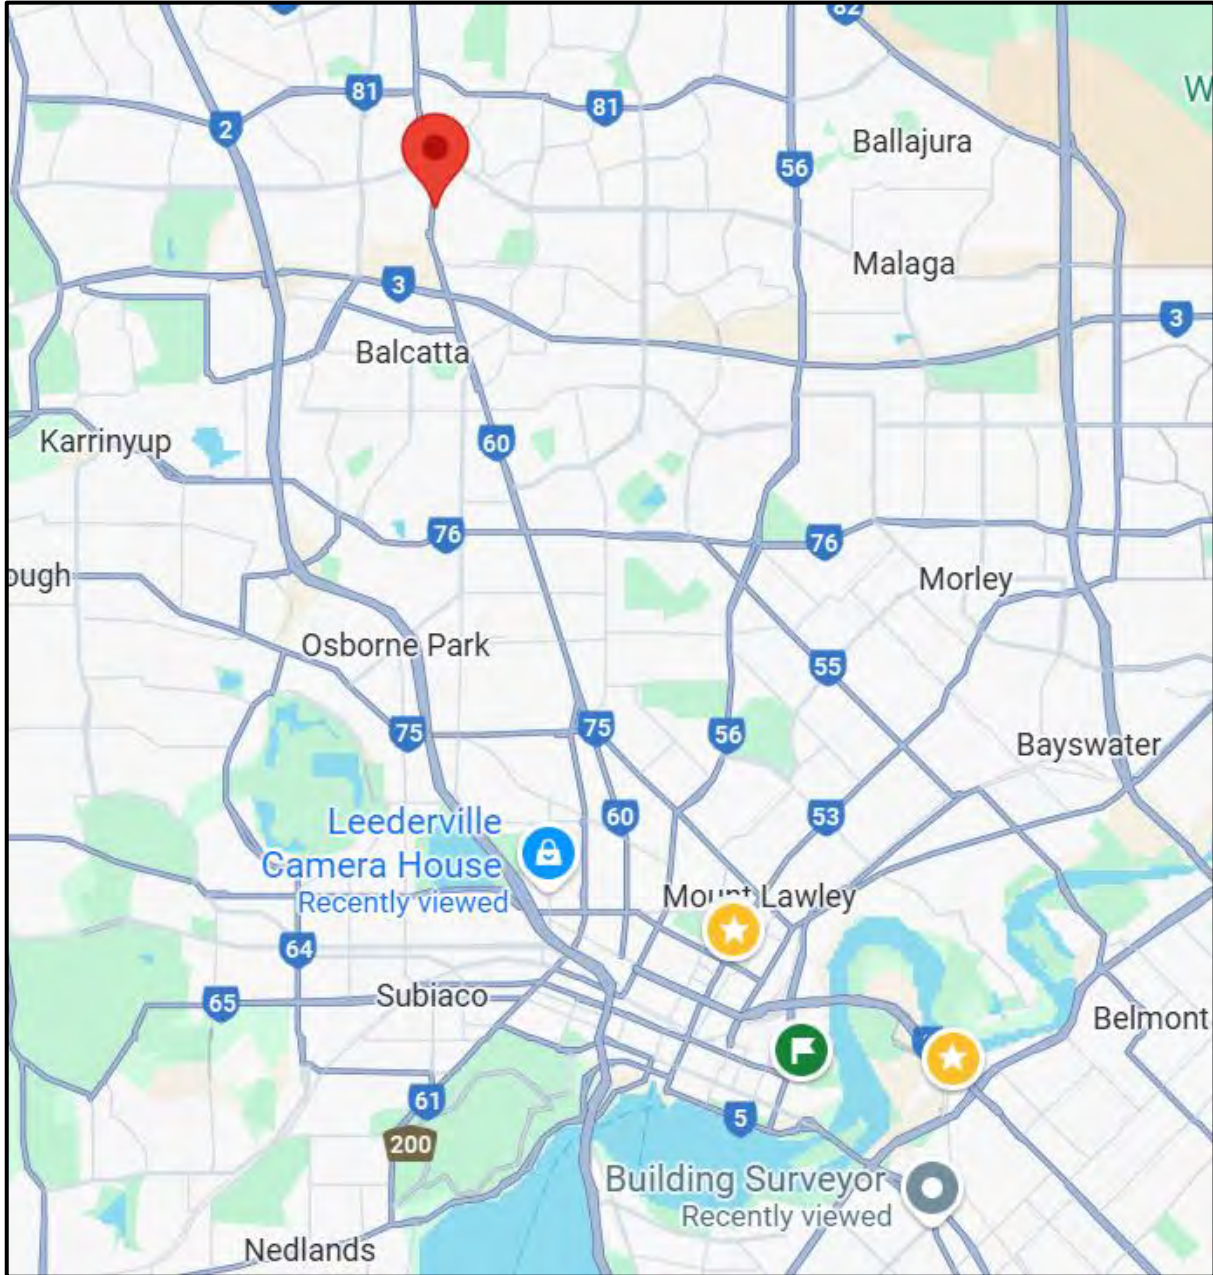 82
81
81
2
W
Ballajura
56
Malaga
3
3
Balcatta
Karrinyup
60
76
76
ough
Morley
Osborne Park
55
75
75
56
Bayswater
Leederville
Camera House
Recently viewed
60
53
Mount Lawley
64
65
Subiaco
Belmont
61
5
200
Building Surveyor
Recently viewed
Nedlands